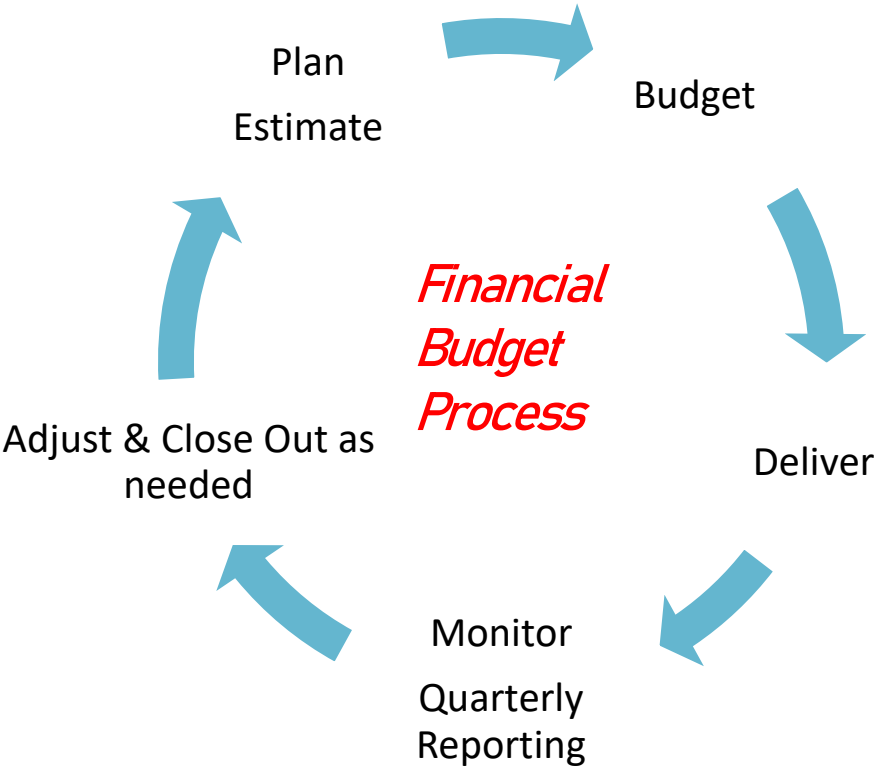 Plan
Estimate
Budget
Financial
Budget
Process
Deliver
Monitor
Quarterly
Reporting
Adjust & Close Out as
needed